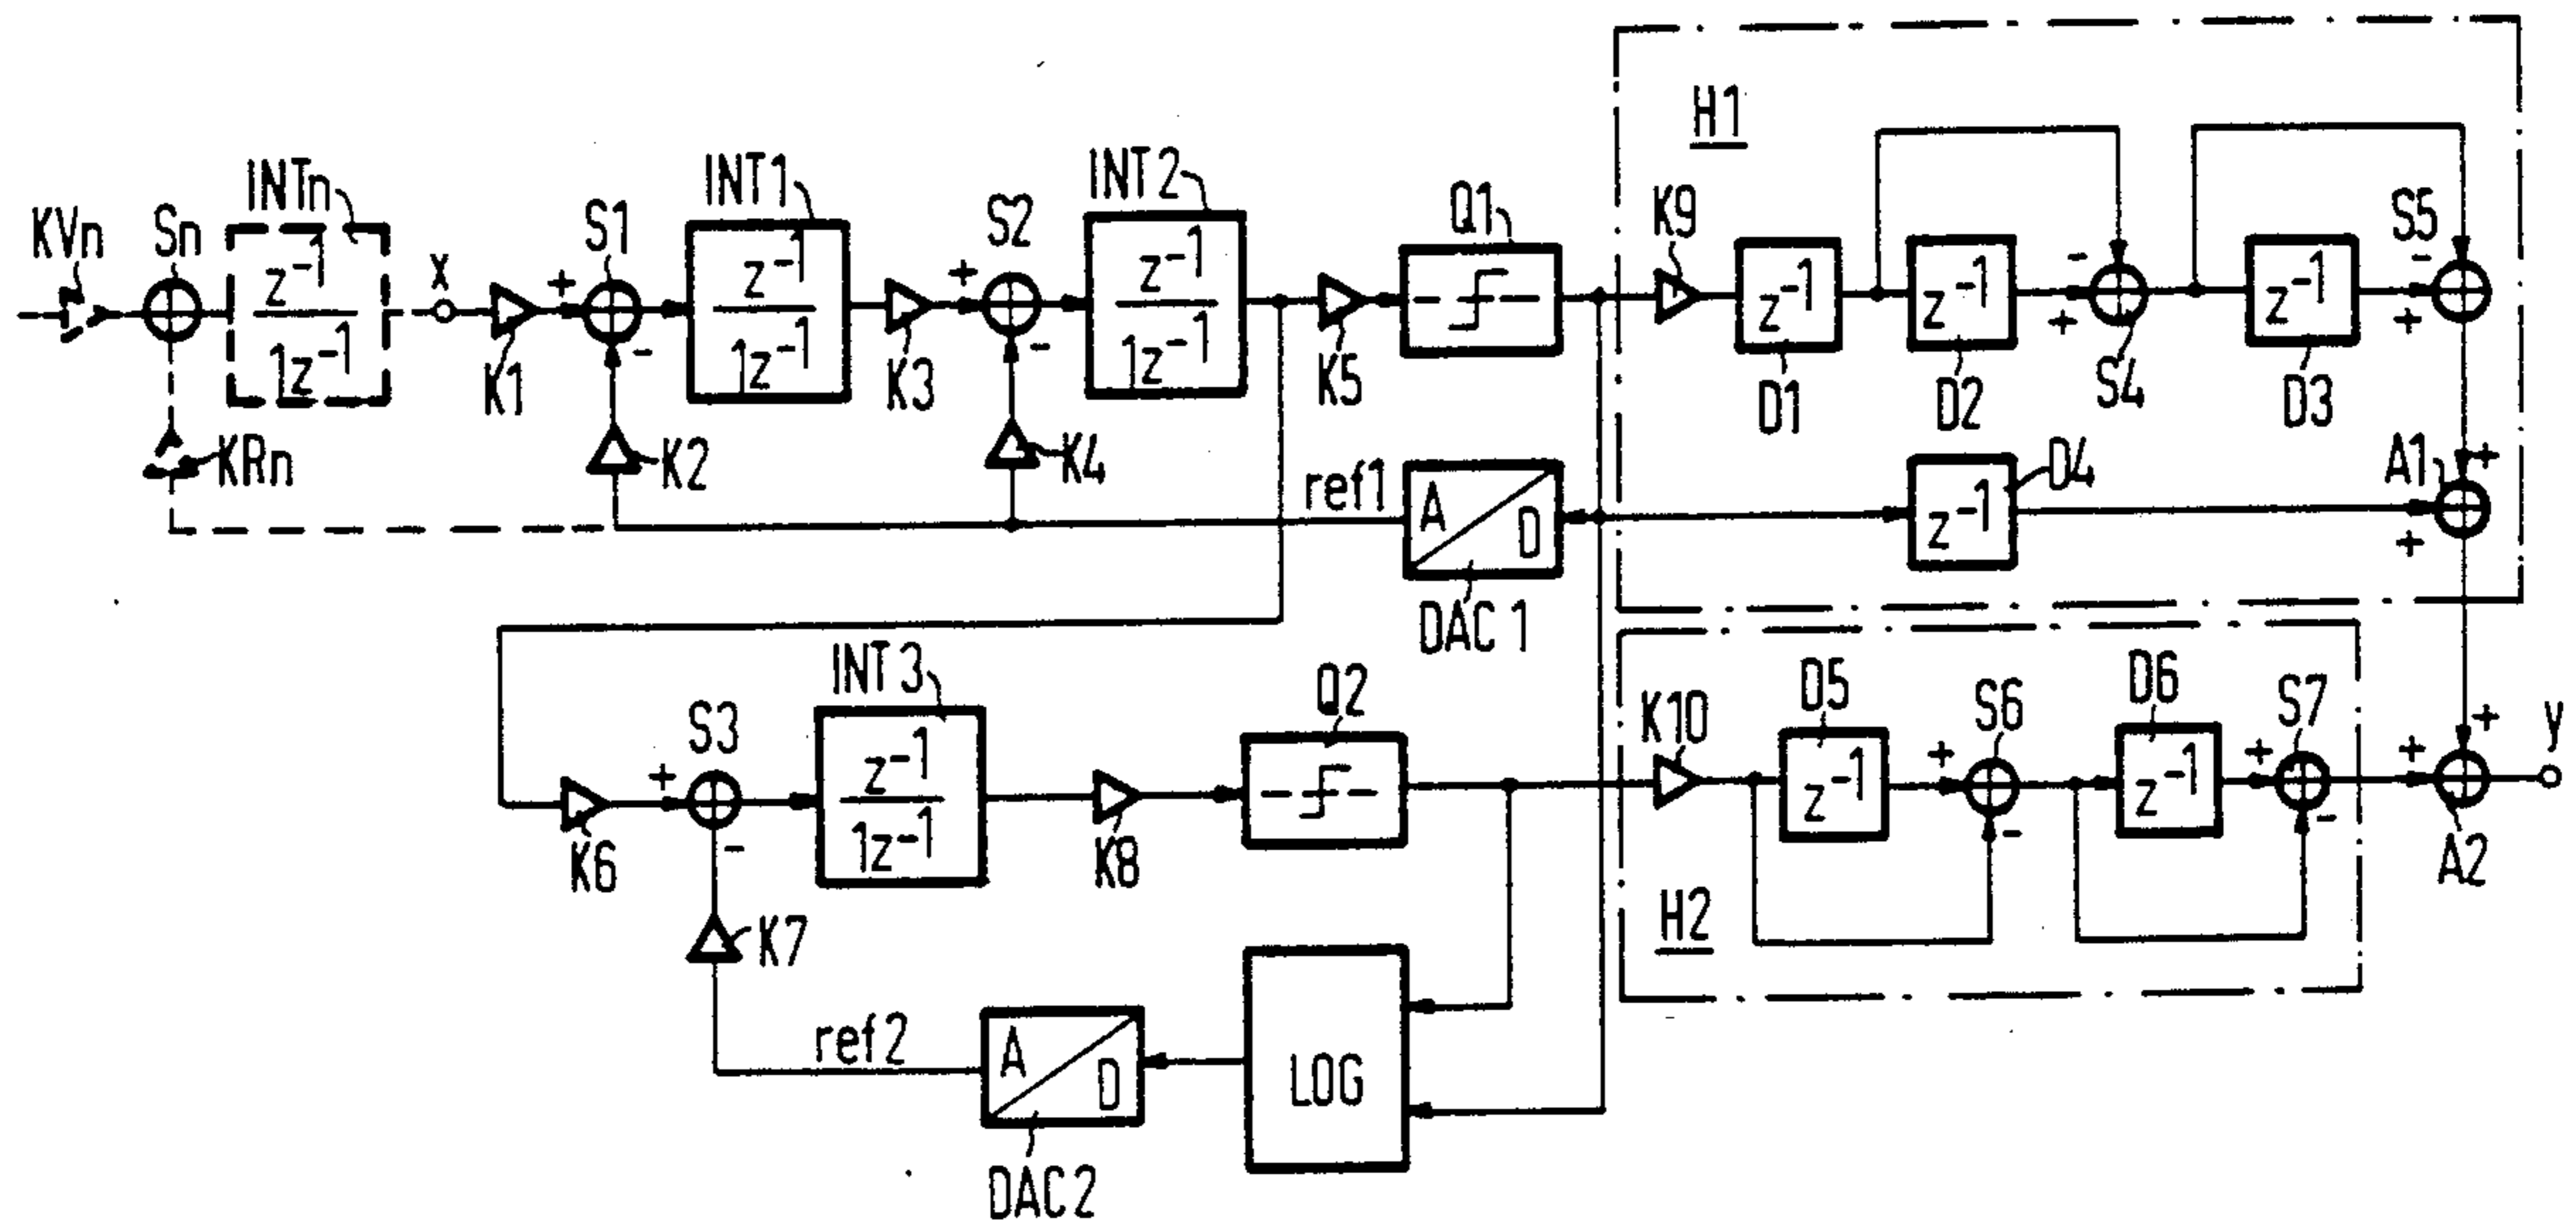 H1
INTn
KVn
Sn
z⁻¹
1z⁻¹
x
K1
+
S1
-
INT1
z⁻¹
1z⁻¹
K3
+
S2
-
INT2
z⁻¹
1z⁻¹
K5
Q1
K9
z⁻¹
D1
z⁻¹
D2
-
+
S4
z⁻¹
D3
S5
-
+
KRn
K2
K4
ref1
A
D
DAC 1
z⁻¹
D4
A1
+
+
INT3
S3
+
-
K6
z⁻¹
1z⁻¹
K8
Q2
K10
D5
z⁻¹
S6
+
-
D6
z⁻¹
S7
+
-
+
+
y
A2
H2
K7
ref2
A
D
DAC2
LOG